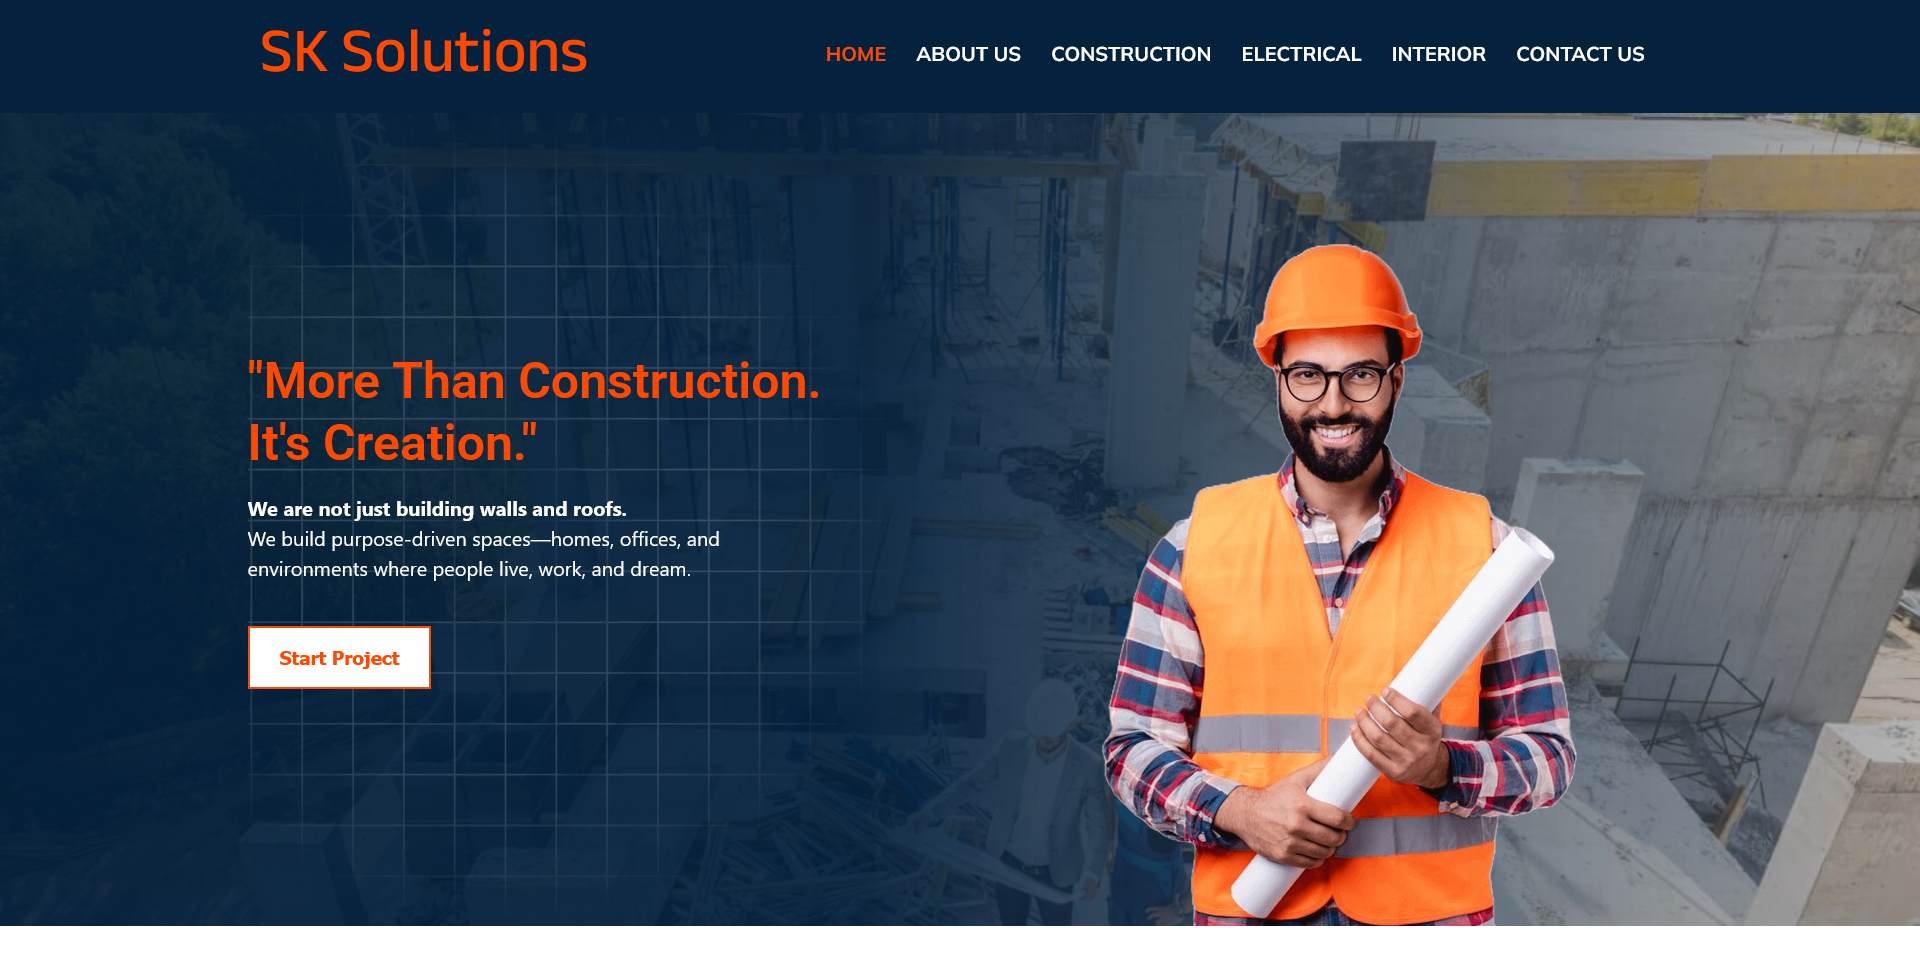 SK Solutions
HOME ABOUT US CONSTRUCTION ELECTRICAL INTERIOR CONTACT US
"More Than Construction.
It's Creation."
We are not just building walls and roofs.
We build purpose-driven spaces—homes, offices, and
environments where people live, work, and dream.
Start Project